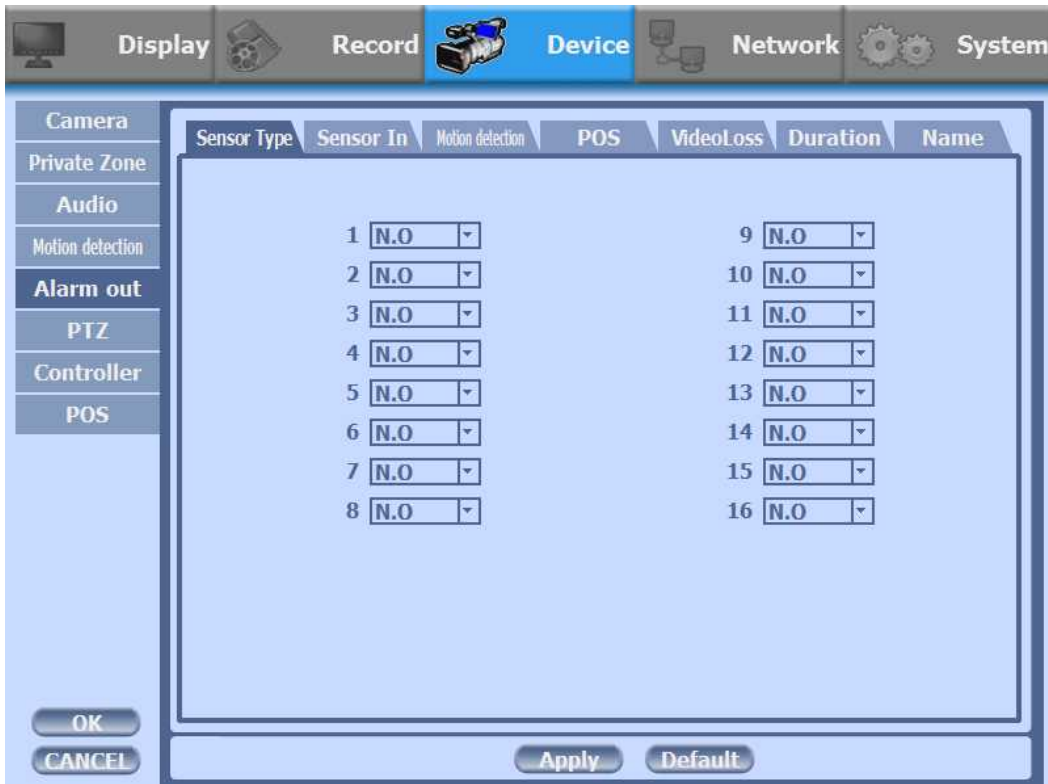 Display Record Device Network System
Camera
Private Zone
Audio
Motion detection
Alarm out
PTZ
Controller
POS
OK
CANCEL
Sensor Type Sensor In Motion detection POS VideoLoss Duration Name
1 N.O 9 N.O
2 N.O 10 N.O
3 N.O 11 N.O
4 N.O 12 N.O
5 N.O 13 N.O
6 N.O 14 N.O
7 N.O 15 N.O
8 N.O 16 N.O
Apply Default